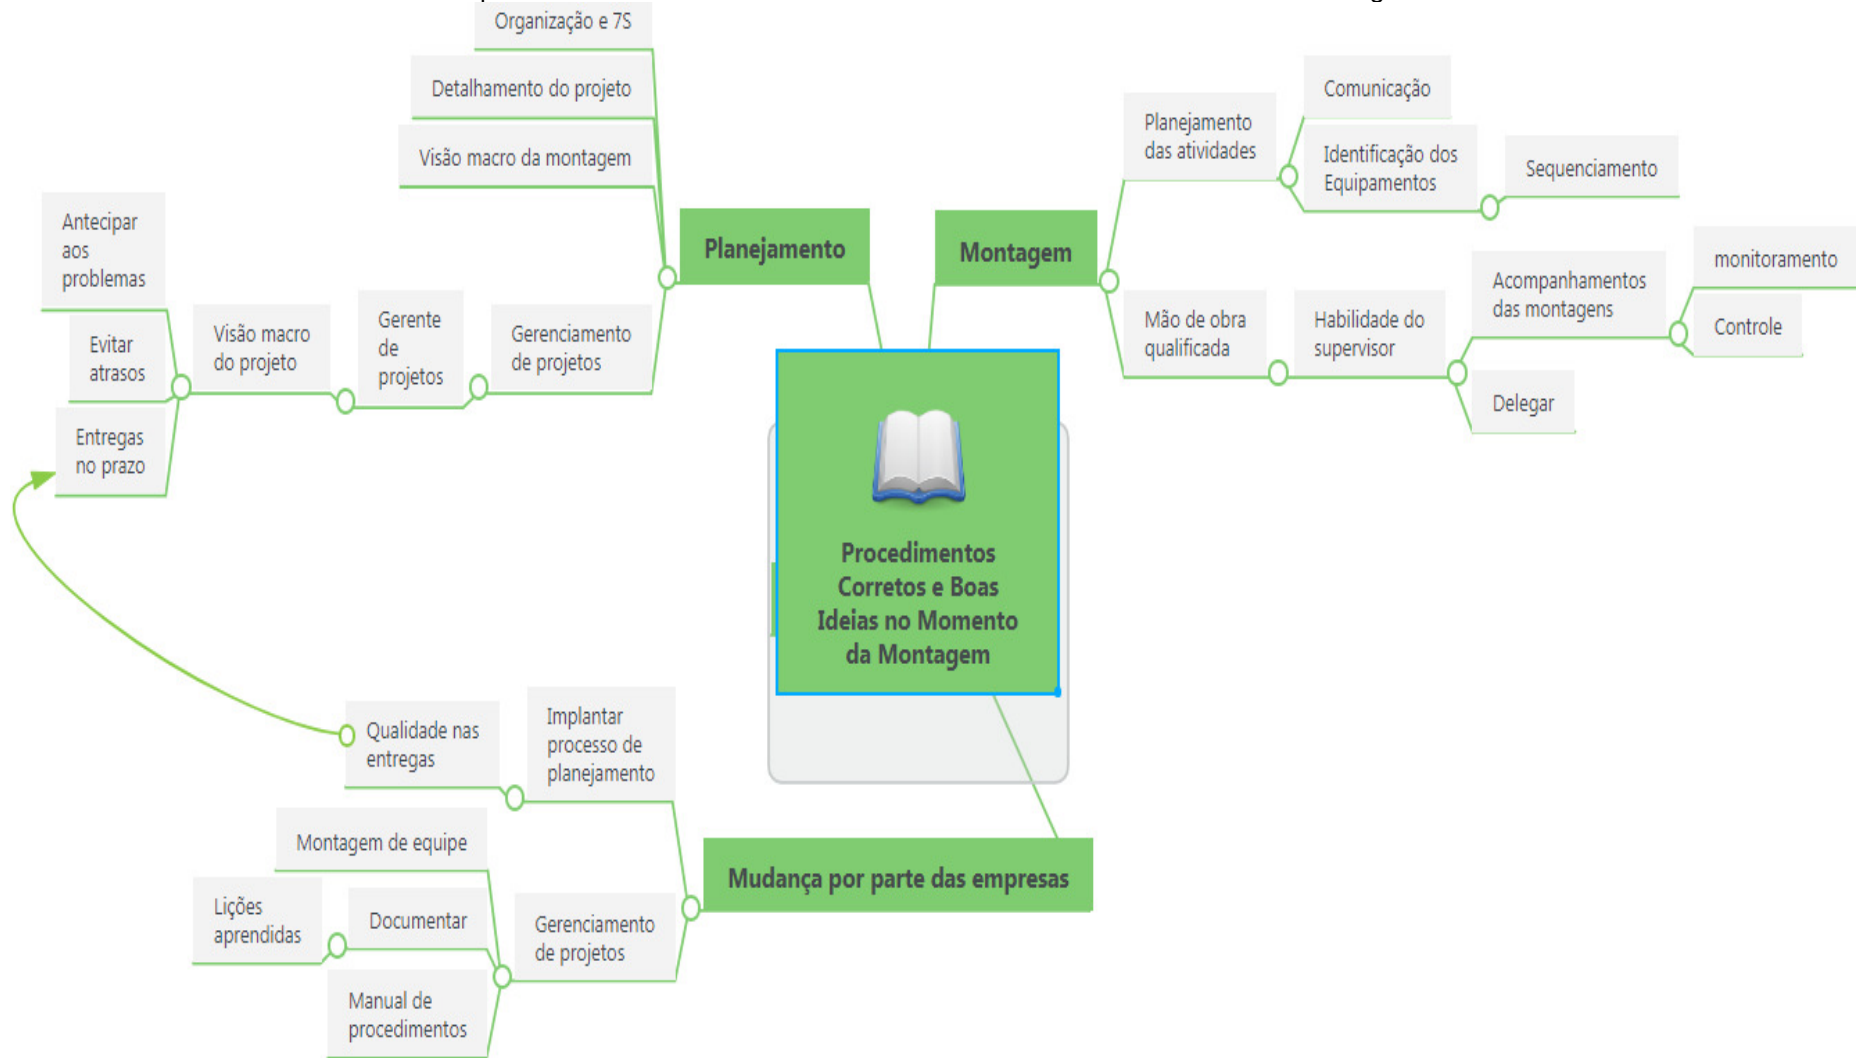 Organização e 7S
Detalhamento do projeto
Visão macro da montagem
Planejamento
Antecipar
aos
problemas
Evitar
atrasos
Entregas
no prazo
Visão macro
do projeto
Gerente
de
projetos
Gerenciamento
de projetos
Montagem
Planejamento
das atividades
Comunicação
Identificação dos
Equipamentos
Sequenciamento
Mão de obra
qualificada
Habilidade do
supervisor
Acompanhamentos
das montagens
monitoramento
Controle
Delegar
Procedimentos
Corretos e Boas
Ideias no Momento
da Montagem
Qualidade nas
entregas
Implantar
processo de
planejamento
Montagem de equipe
Lições
aprendidas
Documentar
Manual de
procedimentos
Gerenciamento
de projetos
Mudança por parte das empresas